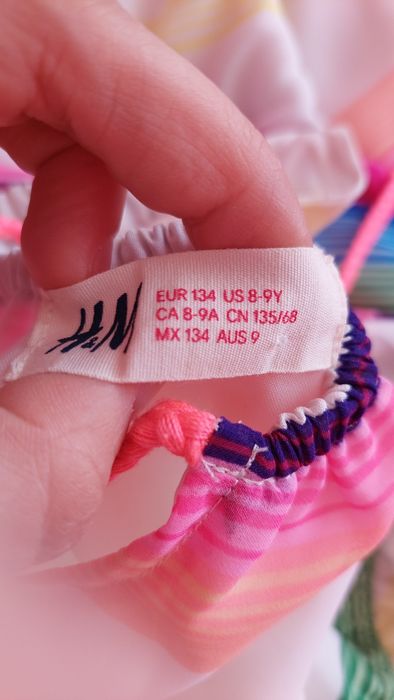 H&M
EUR 134 US 8-9Y
CA 8-9A CN 135/68
MX 134 AUS 9